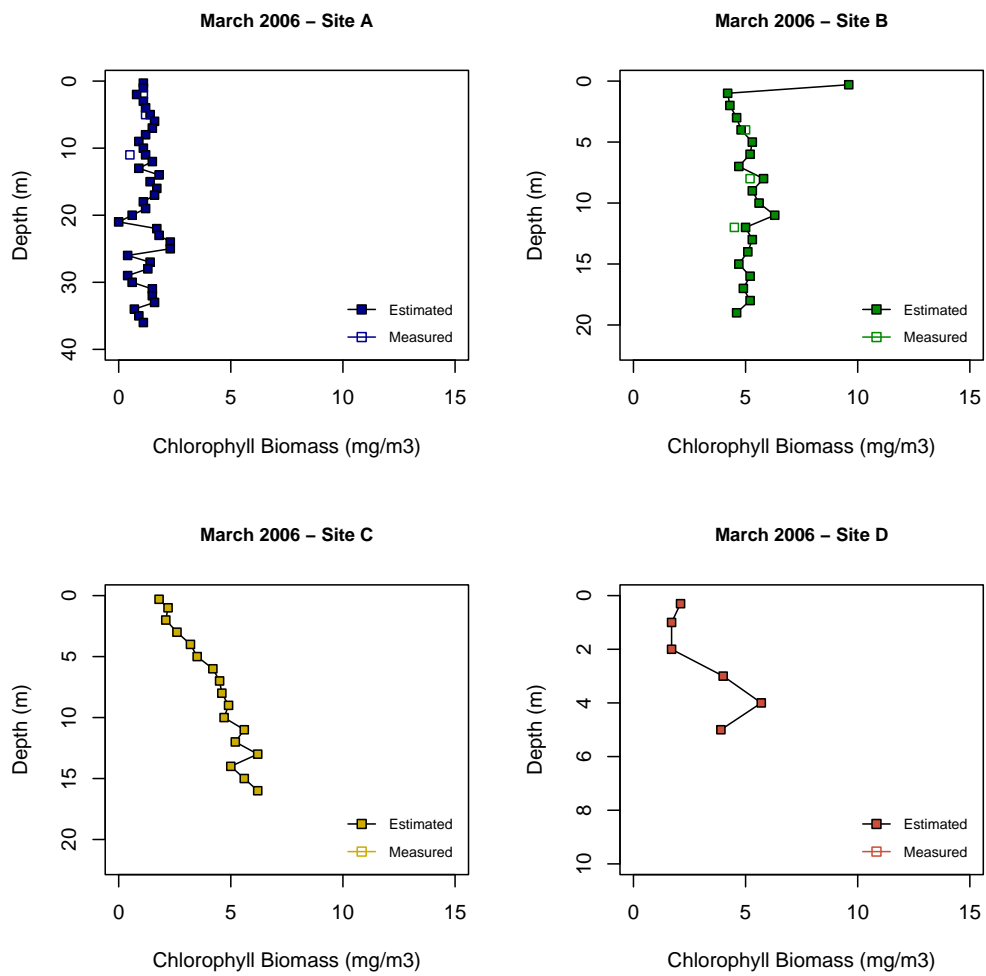 March 2006 – Site A
0
10
20
30
40
Depth (m)
Estimated
Measured
0 5 10 15
Chlorophyll Biomass (mg/m3)
March 2006 – Site B
0
5
10
15
20
Depth (m)
Estimated
Measured
0 5 10 15
Chlorophyll Biomass (mg/m3)
March 2006 – Site C
0
5
10
15
20
Depth (m)
Estimated
Measured
0 5 10 15
Chlorophyll Biomass (mg/m3)
March 2006 – Site D
0
2
4
6
8
10
Depth (m)
Estimated
Measured
0 5 10 15
Chlorophyll Biomass (mg/m3)